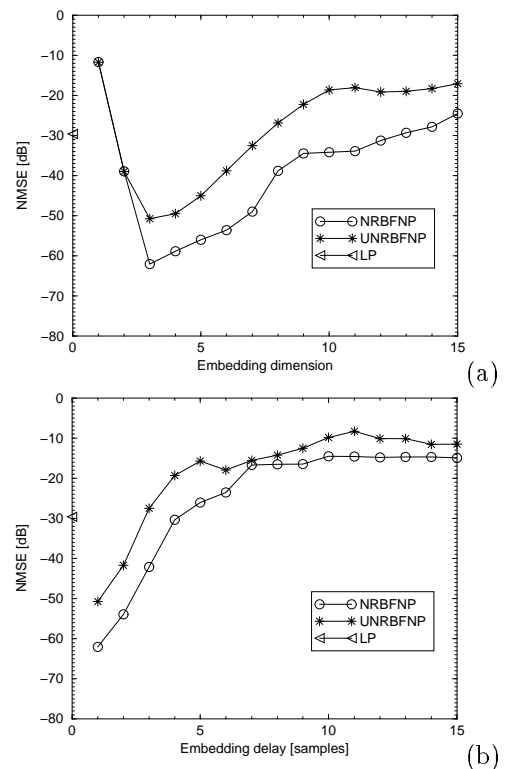 0
−10
−20
−30
−40
−50
−60
−70
−80
NMSE [dB]
NRBFNP
UNRBFNP
LP
0 5 10 15
Embedding dimension
(a)
0
−10
−20
−30
−40
−50
−60
−70
−80
NMSE [dB]
NRBFNP
UNRBFNP
LP
0 5 10 15
Embedding delay [samples]
(b)